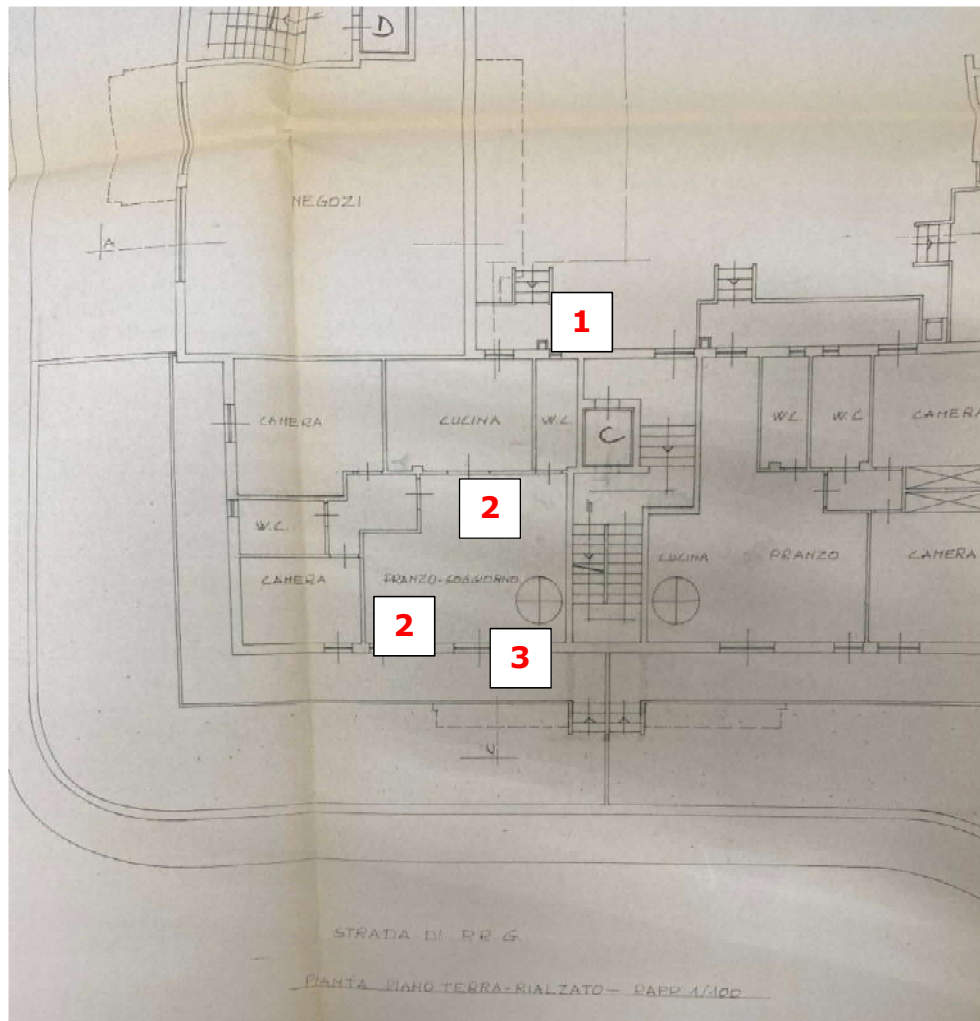 D
NEGOZI
A
1
CAMERA
CUCINA
W.C.
C
W.C.
W.C.
CAMERA
2
W.C.
CUCINA
PRANZO
CAMERA
CAMERA
PRANZO-SOGGIORNO
2
3
STRADA DI P.R.G.
PIANTA PIANO TERRA-RIALZATO — RAPP 1/100